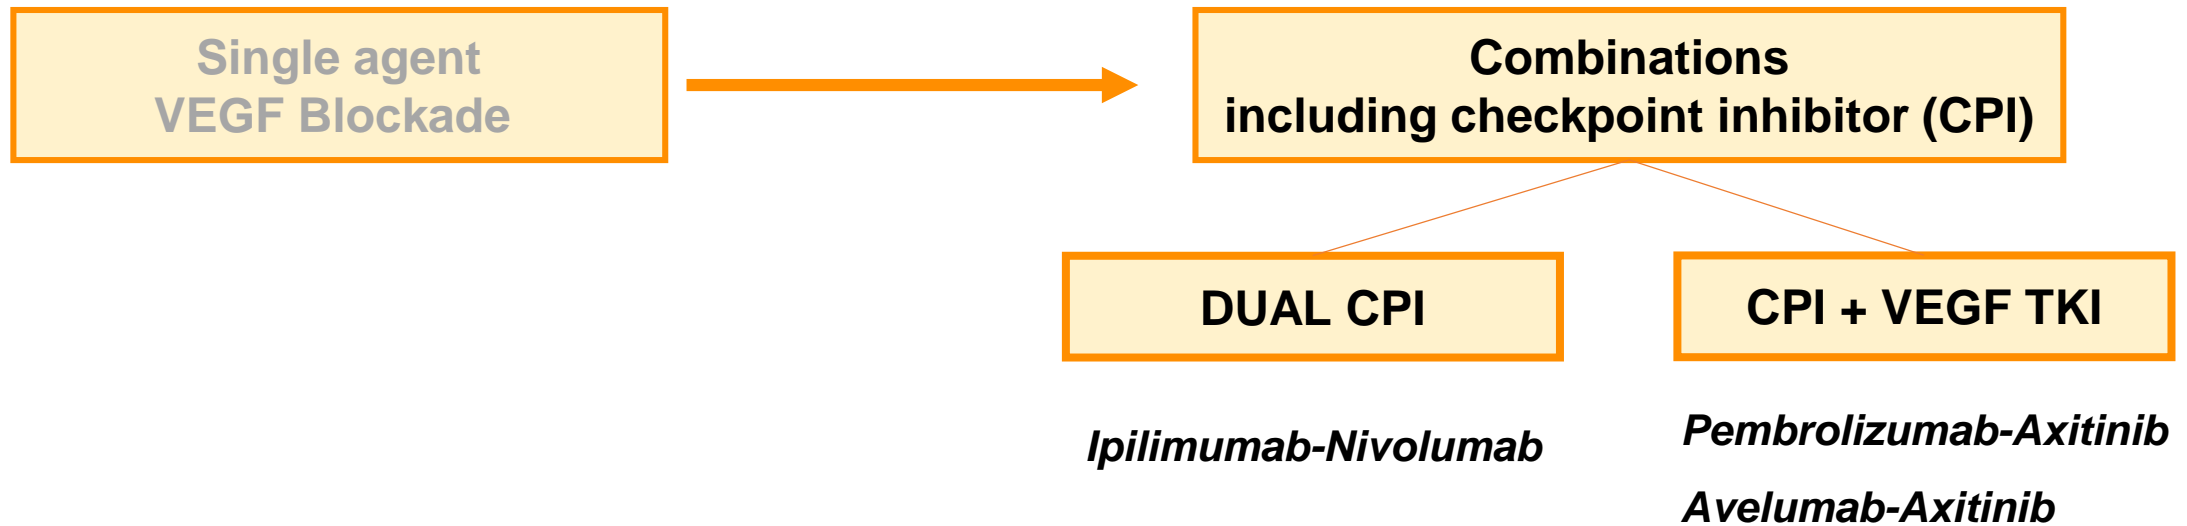 Single agent
VEGF Blockade
Combinations
including checkpoint inhibitor (CPI)
DUAL CPI
CPI + VEGF TKI
Ipilimumab-Nivolumab
Pembrolizumab-Axitinib
Avelumab-Axitinib